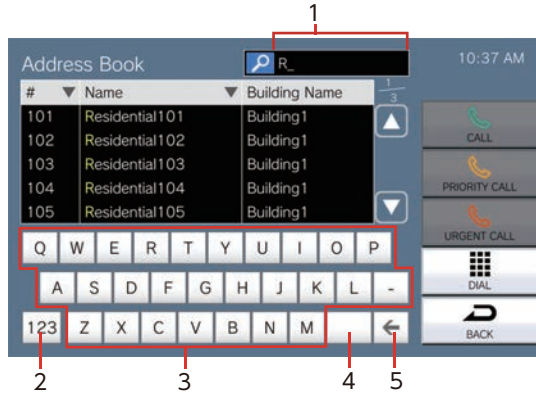 1
Address Book
R_
10:37 AM
# ▼ Name ▼ Building Name
1/3
101 Residential101 Building1
102 Residential102 Building1
103 Residential103 Building1
104 Residential104 Building1
105 Residential105 Building1
CALL
PRIORITY CALL
URGENT CALL
DIAL
BACK
Q W E R T Y U I O P
A S D F G H J K L -
123 Z X C V B N M ←
2 3 4 5